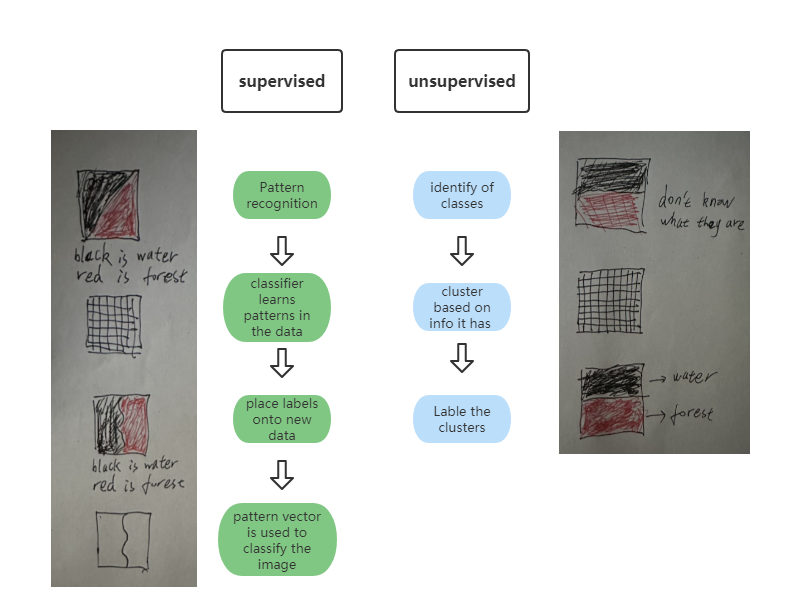 supervised
unsupervised
Pattern
recognition
classifier
learns
patterns in
the data
place labels
onto new
data
pattern vector
is used to
classify the
image
identify of
classes
cluster
based on
info it has
Lable the
clusters
black is water
red is forest
black is water
red is forest
don't know
what they are
→ water
→ forest